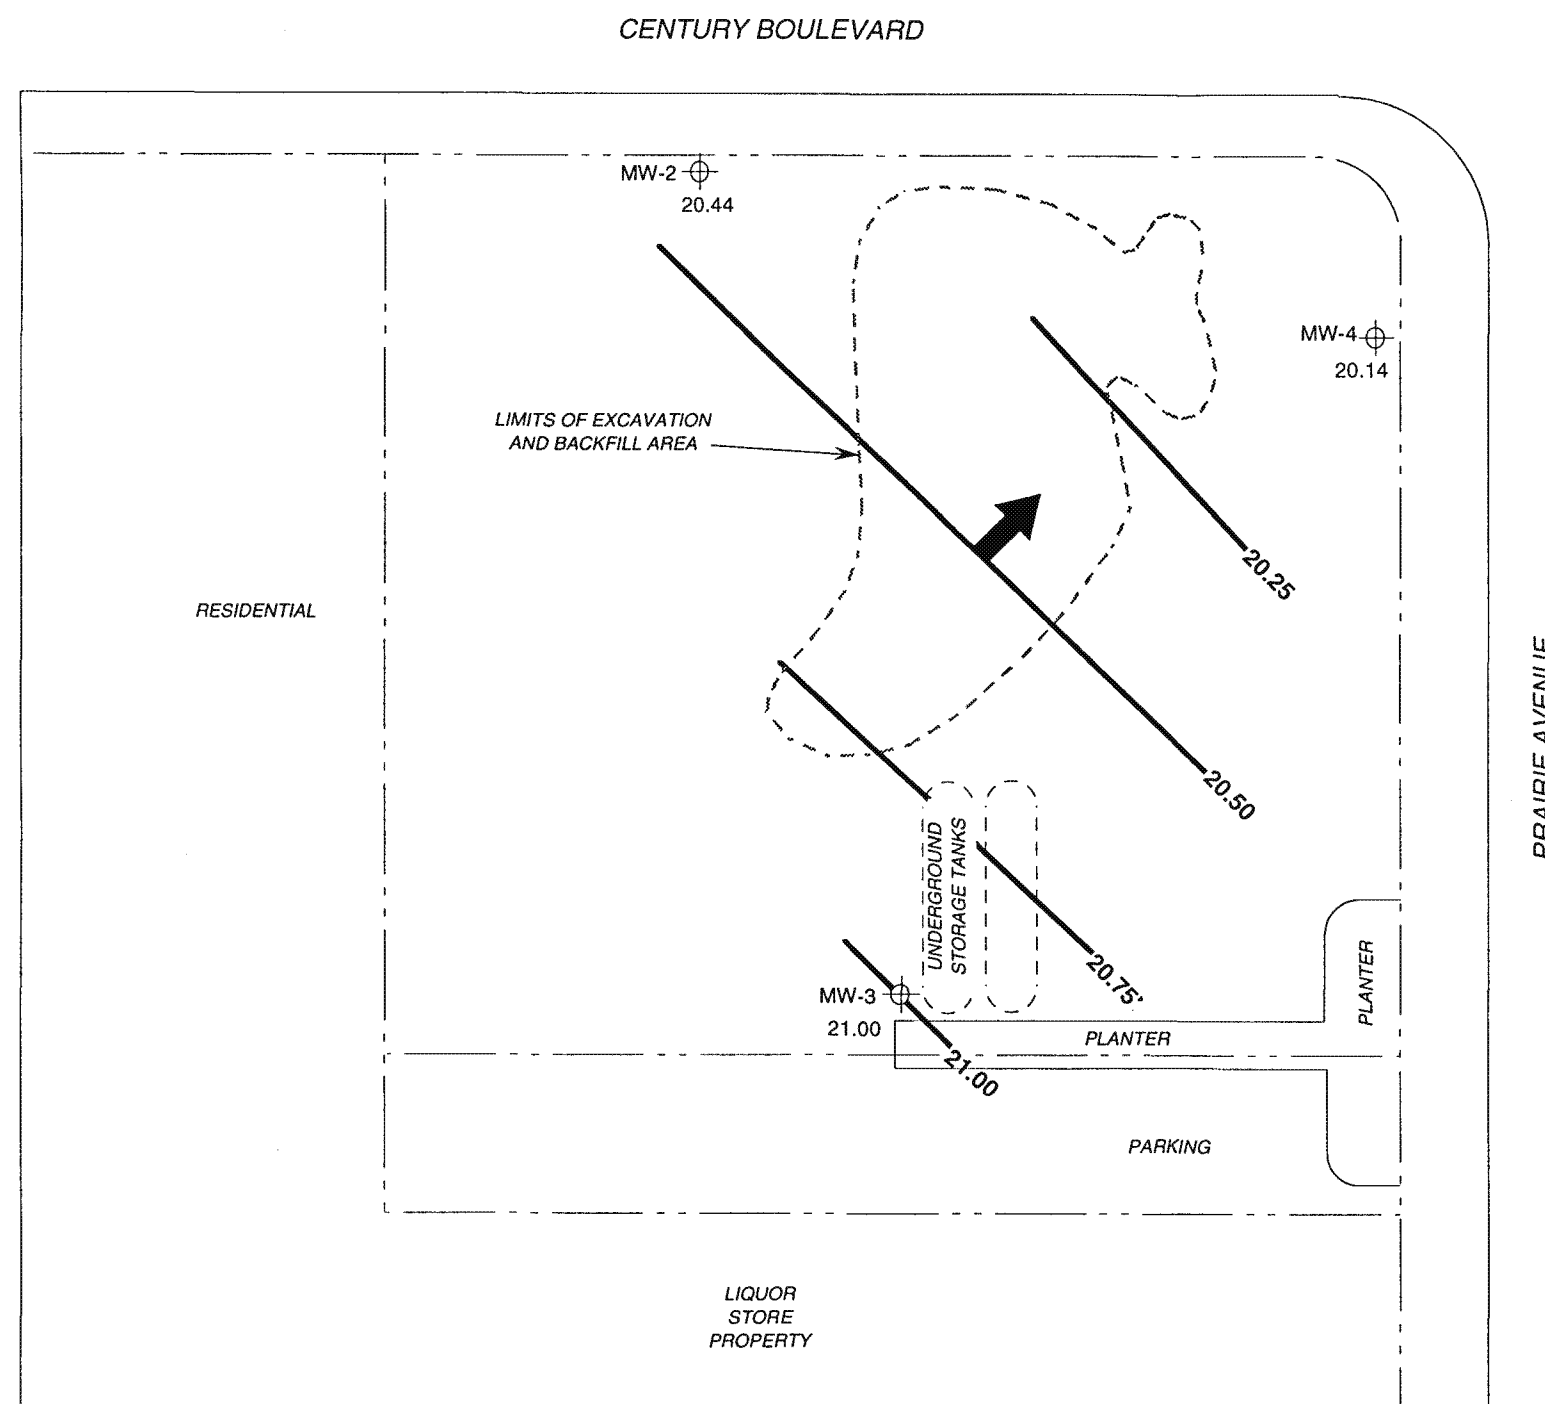 CENTURY BOULEVARD
MW-2
20.44
MW-4
20.14
LIMITS OF EXCAVATION
AND BACKFILL AREA
20.25
RESIDENTIAL
PRAIRIE AVENUE
20.50
UNDERGROUND
STORAGE TANKS
20.75'
PLANTER
MW-3
21.00
PLANTER
21.00
PARKING
LIQUOR
STORE
PROPERTY